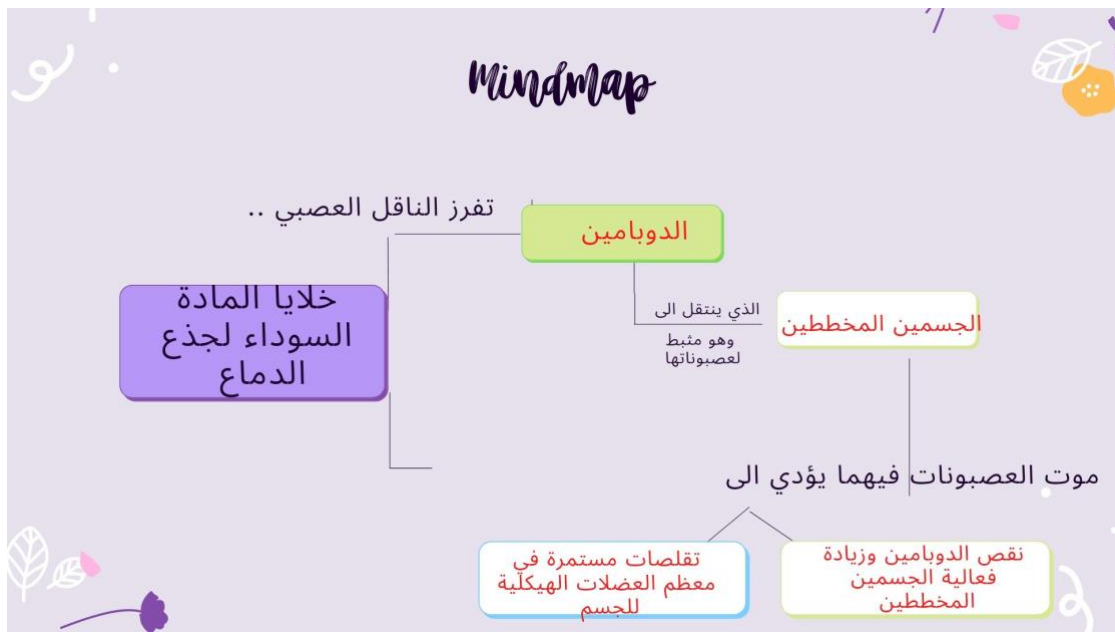 Mindmap
تفرز الناقل العصبي ..
الدوبامين
خلايا المادة
السوداء لجذع
الدماع
الذي ينتقل الى
وهو مثبط
لعصبوناتها
الجسمين المخططين
موت العصبونات فيهما يؤدي الى
تقلصات مستمرة في
معظم العضلات الهيكلية
للجسم
نقص الدوبامين وزيادة
فعالية الجسمين
المخططين